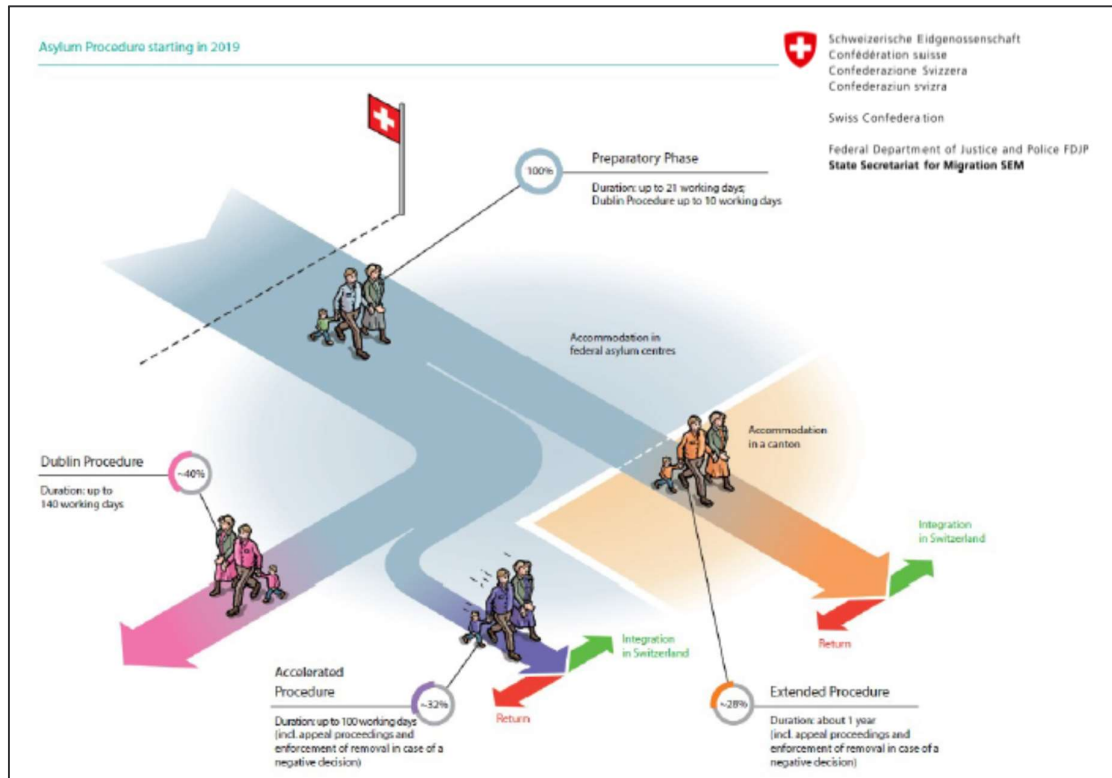 Asylum Procedure starting in 2019
Schweizerische Eidgenossenschaft
Confédération suisse
Confederazione Svizzera
Confederaziun svizra
Swiss Confederation
Federal Department of Justice and Police FDJP
State Secretariat for Migration SEM
100%
Preparatory Phase
Duration: up to 21 working days;
Dublin Procedure up to 10 working days
Accommodation in
federal asylum centres
Accommodation
in a canton
Dublin Procedure
~40%
Duration: up to
140 working days
Integration
in Switzerland
Return
Integration
in Switzerland
Return
Accelerated
Procedure
~32%
Duration: up to 100 working days
(incl. appeal proceedings and
enforcement of removal in case of a
negative decision)
~28%
Extended Procedure
Duration: about 1 year
(incl. appeal proceedings and
enforcement of removal in case of a
negative decision)